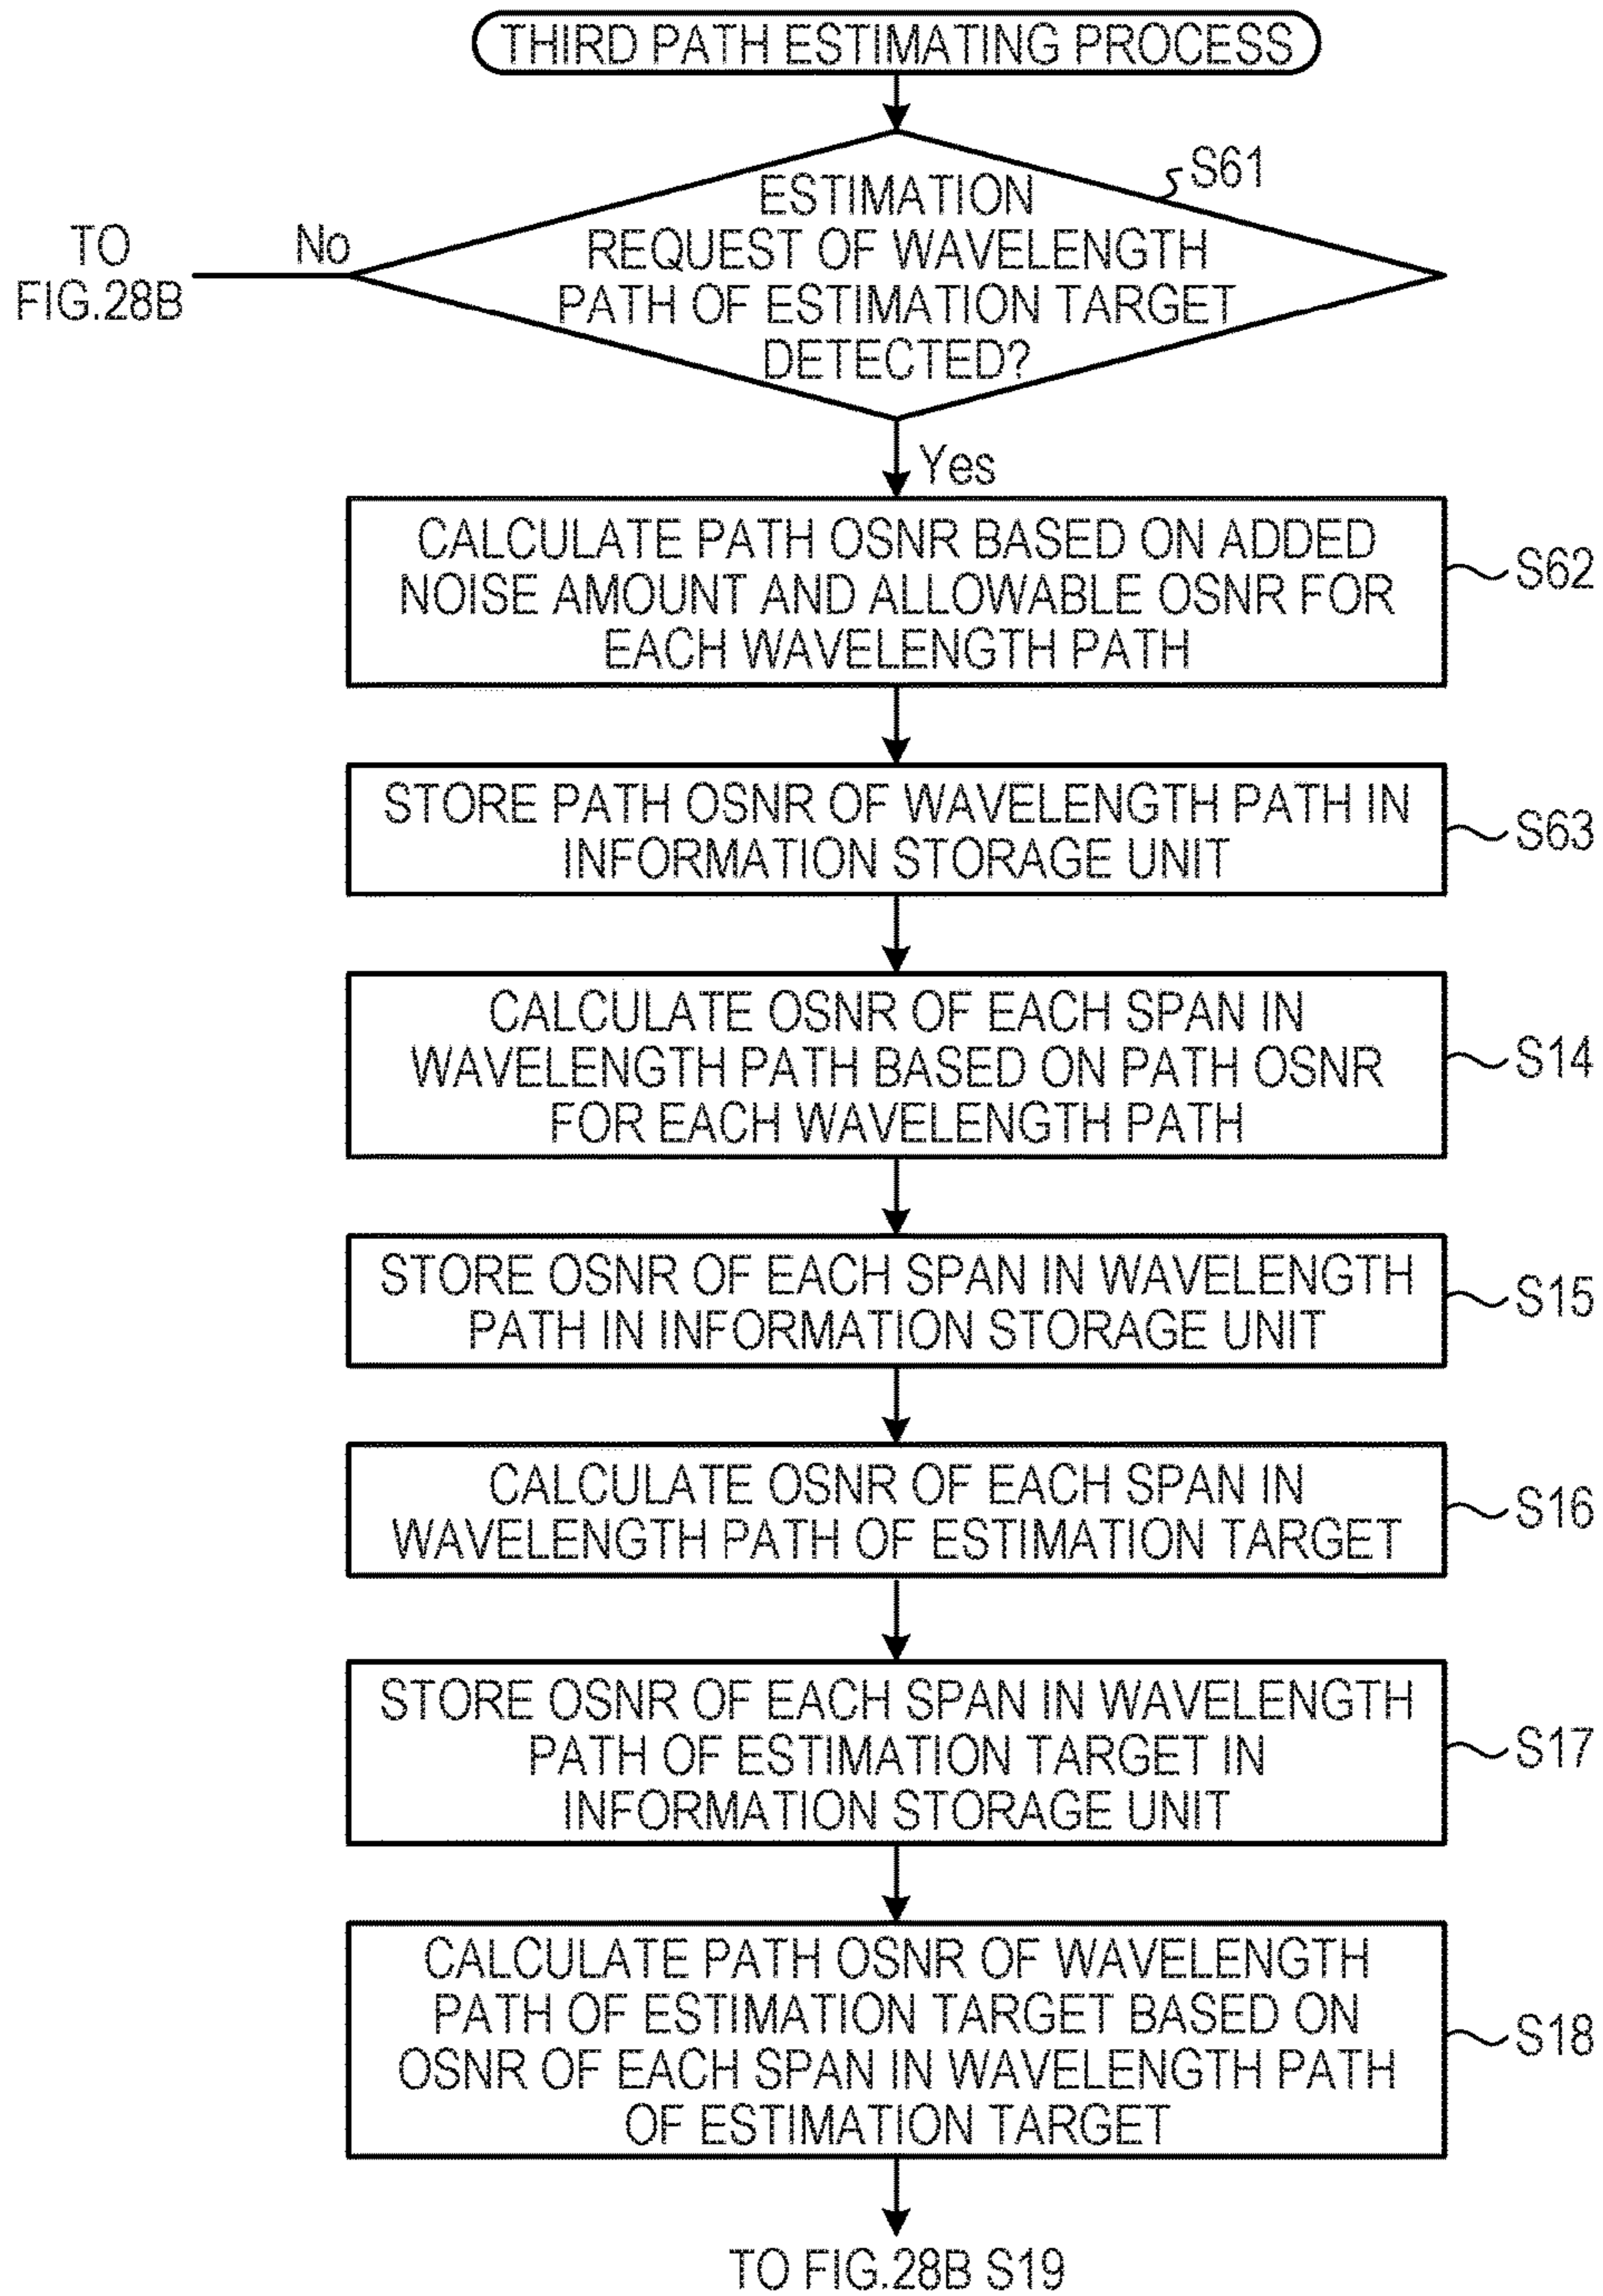 THIRD PATH ESTIMATING PROCESS
S61
ESTIMATION
REQUEST OF WAVELENGTH
PATH OF ESTIMATION TARGET
DETECTED?
No
TO
FIG.28B
Yes
CALCULATE PATH OSNR BASED ON ADDED
NOISE AMOUNT AND ALLOWABLE OSNR FOR
EACH WAVELENGTH PATH
S62
STORE PATH OSNR OF WAVELENGTH PATH IN
INFORMATION STORAGE UNIT
S63
CALCULATE OSNR OF EACH SPAN IN
WAVELENGTH PATH BASED ON PATH OSNR
FOR EACH WAVELENGTH PATH
S14
STORE OSNR OF EACH SPAN IN WAVELENGTH
PATH IN INFORMATION STORAGE UNIT
S15
CALCULATE OSNR OF EACH SPAN IN
WAVELENGTH PATH OF ESTIMATION TARGET
S16
STORE OSNR OF EACH SPAN IN WAVELENGTH
PATH OF ESTIMATION TARGET IN
INFORMATION STORAGE UNIT
S17
CALCULATE PATH OSNR OF WAVELENGTH
PATH OF ESTIMATION TARGET BASED ON
OSNR OF EACH SPAN IN WAVELENGTH PATH
OF ESTIMATION TARGET
S18
TO FIG.28B S19